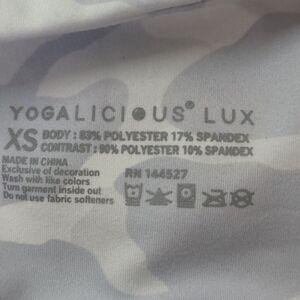 YOGALICIOUS® LUX
XS BODY : 83% POLYESTER 17% SPANDEX
CONTRAST : 90% POLYESTER 10% SPANDEX
MADE IN CHINA
Exclusive of decoration
Wash with like colors
Turn garment inside out
Do not use fabric softeners
RN 144527